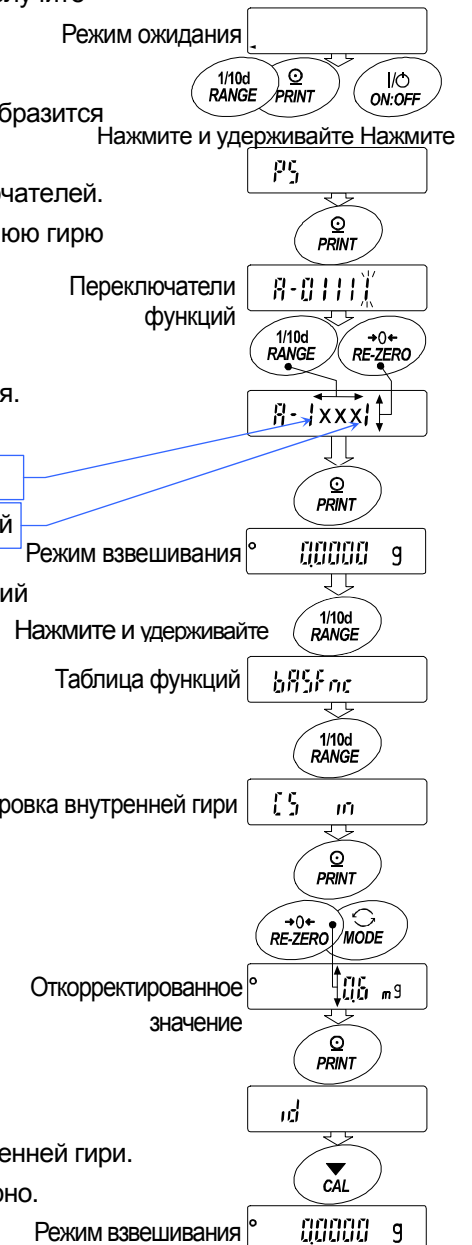 лучите
Режим ожидания
1/10d RANGE PRINT I/⏻ ON:OFF
бразится
Нажмите и удерживайте Нажмите
PS
чателей.
PRINT
юю гирю
Переключатели
функций
A-01111
1/10d RANGE →0← RE-ZERO
я.
A-1xxx1
PRINT
й
Режим взвешивания 0.0000 g
ий
Нажмите и удерживайте
1/10d RANGE
Таблица функций bASFnc
1/10d RANGE
ровка внутренней гири CS in
PRINT
→0← RE-ZERO MODE
Откорректированное
значение
0.6 mg
PRINT
id
енней гири.
CAL
оно.
Режим взвешивания 0.0000 g